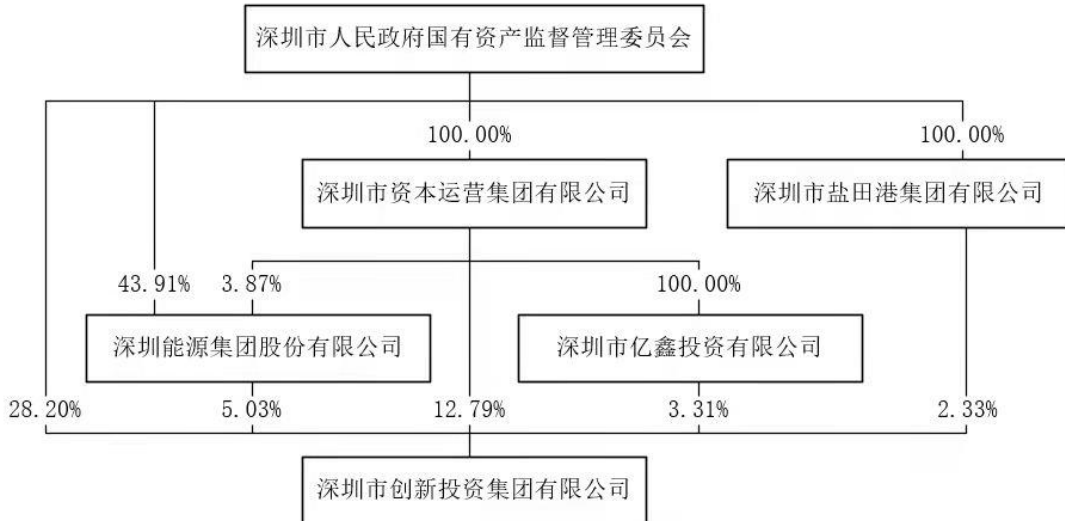 深圳市人民政府国有资产监督管理委员会
100.00%
100.00%
深圳市资本运营集团有限公司
深圳市盐田港集团有限公司
43.91%
3.87%
100.00%
深圳能源集团股份有限公司
深圳市亿鑫投资有限公司
28.20%
5.03%
12.79%
3.31%
2.33%
深圳市创新投资集团有限公司